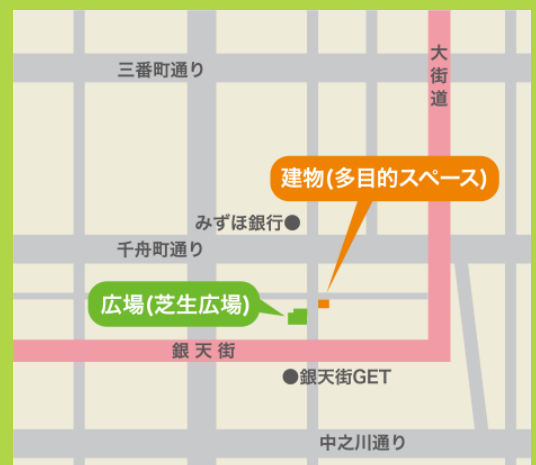 三番町通り
大街道
建物(多目的スペース)
みずほ銀行●
千舟町通り
広場(芝生広場)
銀天街
●銀天街GET
中之川通り